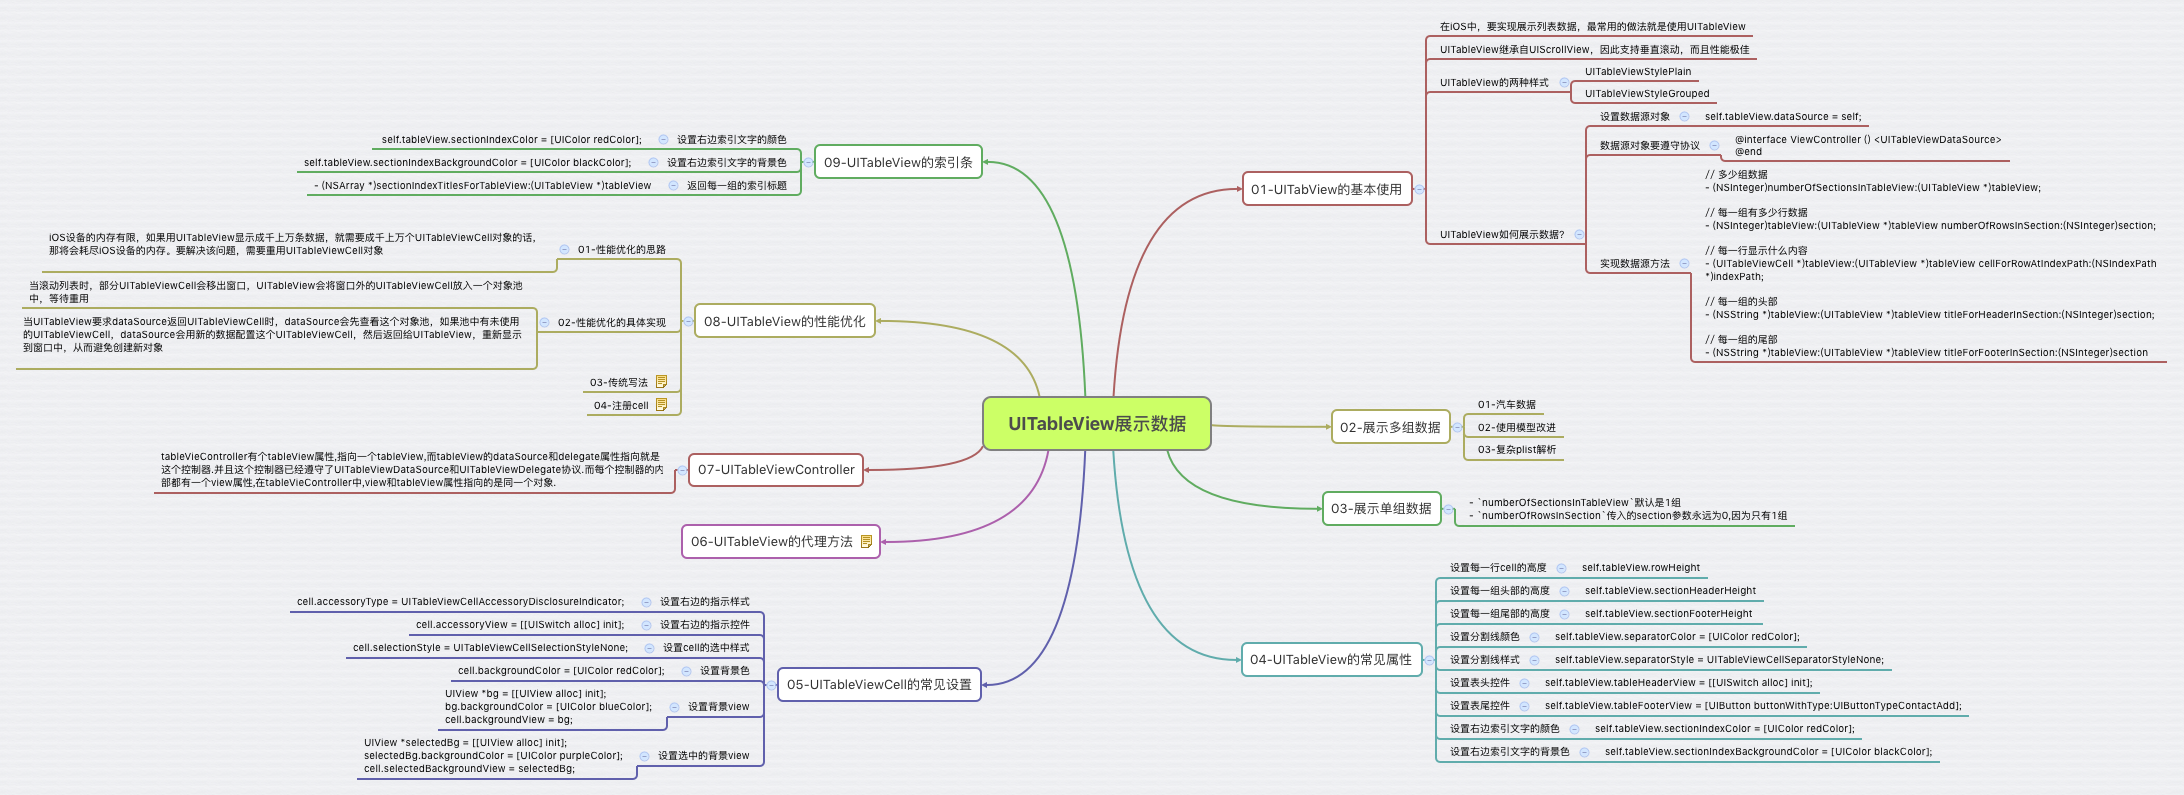 UITableView展示数据
01-UITabView的基本使用
在iOS中，要实现展示列表数据，最常用的做法就是使用UITableView
UITableView继承自UIScrollView，因此支持垂直滚动，而且性能极佳
UITableView的两种样式
UITableViewStylePlain
UITableViewStyleGrouped
UITableView如何展示数据?
设置数据源对象
self.tableView.dataSource = self;
数据源对象要遵守协议
@interface ViewController () <UITableViewDataSource>
@end
实现数据源方法
// 多少组数据
- (NSInteger)numberOfSectionsInTableView:(UITableView *)tableView;
// 每一组有多少行数据
- (NSInteger)tableView:(UITableView *)tableView numberOfRowsInSection:(NSInteger)section;
// 每一行显示什么内容
- (UITableViewCell *)tableView:(UITableView *)tableView cellForRowAtIndexPath:(NSIndexPath
*)indexPath;
// 每一组的头部
- (NSString *)tableView:(UITableView *)tableView titleForHeaderInSection:(NSInteger)section;
// 每一组的尾部
- (NSString *)tableView:(UITableView *)tableView titleForFooterInSection:(NSInteger)section
02-展示多组数据
01-汽车数据
02-使用模型改进
03-复杂plist解析
03-展示单组数据
- `numberOfSectionsInTableView`默认是1组
- `numberOfRowsInSection`传入的section参数永远为0,因为只有1组
04-UITableView的常见属性
设置每一行cell的高度
self.tableView.rowHeight
设置每一组头部的高度
self.tableView.sectionHeaderHeight
设置每一组尾部的高度
self.tableView.sectionFooterHeight
设置分割线颜色
self.tableView.separatorColor = [UIColor redColor];
设置分割线样式
self.tableView.separatorStyle = UITableViewCellSeparatorStyleNone;
设置表头控件
self.tableView.tableHeaderView = [[UISwitch alloc] init];
设置表尾控件
self.tableView.tableFooterView = [UIButton buttonWithType:UIButtonTypeContactAdd];
设置右边索引文字的颜色
self.tableView.sectionIndexColor = [UIColor redColor];
设置右边索引文字的背景色
self.tableView.sectionIndexBackgroundColor = [UIColor blackColor];
05-UITableViewCell的常见设置
设置右边的指示样式
cell.accessoryType = UITableViewCellAccessoryDisclosureIndicator;
设置右边的指示控件
cell.accessoryView = [[UISwitch alloc] init];
设置cell的选中样式
cell.selectionStyle = UITableViewCellSelectionStyleNone;
设置背景色
cell.backgroundColor = [UIColor redColor];
设置背景view
UIView *bg = [[UIView alloc] init];
bg.backgroundColor = [UIColor blueColor];
cell.backgroundView = bg;
设置选中的背景view
UIView *selectedBg = [[UIView alloc] init];
selectedBg.backgroundColor = [UIColor purpleColor];
cell.selectedBackgroundView = selectedBg;
06-UITableView的代理方法
07-UITableViewController
tableVieController有个tableView属性,指向一个tableView,而tableView的dataSource和delegate属性指向就是
这个控制器.并且这个控制器已经遵守了UITableViewDataSource和UITableViewDelegate协议.而每个控制器的内
部都有一个view属性,在tableVieController中,view和tableView属性指向的是同一个对象.
08-UITableView的性能优化
01-性能优化的思路
iOS设备的内存有限，如果用UITableView显示成千上万条数据，就需要成千上万个UITableViewCell对象的话，
那将会耗尽iOS设备的内存。要解决该问题，需要重用UITableViewCell对象
02-性能优化的具体实现
当滚动列表时，部分UITableViewCell会移出窗口，UITableView会将窗口外的UITableViewCell放入一个对象池
中，等待重用
当UITableView要求dataSource返回UITableViewCell时，dataSource会先查看这个对象池，如果池中有未使用
的UITableViewCell，dataSource会用新的数据配置这个UITableViewCell，然后返回给UITableView，重新显示
到窗口中，从而避免创建新对象
03-传统写法
04-注册cell
09-UITableView的索引条
设置右边索引文字的颜色
self.tableView.sectionIndexColor = [UIColor redColor];
设置右边索引文字的背景色
self.tableView.sectionIndexBackgroundColor = [UIColor blackColor];
返回每一组的索引标题
- (NSArray *)sectionIndexTitlesForTableView:(UITableView *)tableView